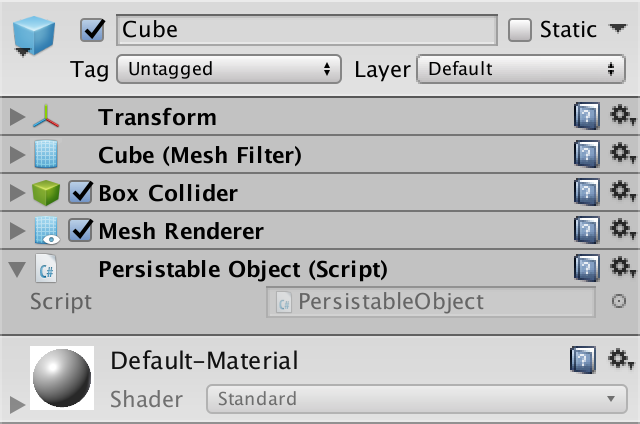 Cube Static
Tag Untagged Layer Default
Transform
Cube (Mesh Filter)
Box Collider
Mesh Renderer
C# Persistable Object (Script)
Script PersistableObject
Default-Material
Shader Standard